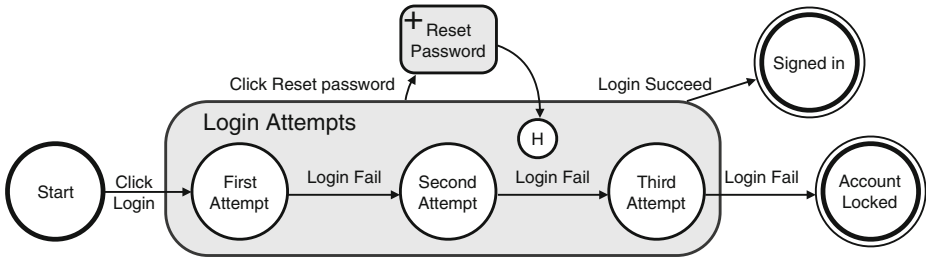 + Reset
Password
Signed in
Click Reset password
Login Succeed
Login Attempts
H
Start
Click
Login
First
Attempt
Login Fail
Second
Attempt
Login Fail
Third
Attempt
Login Fail
Account
Locked